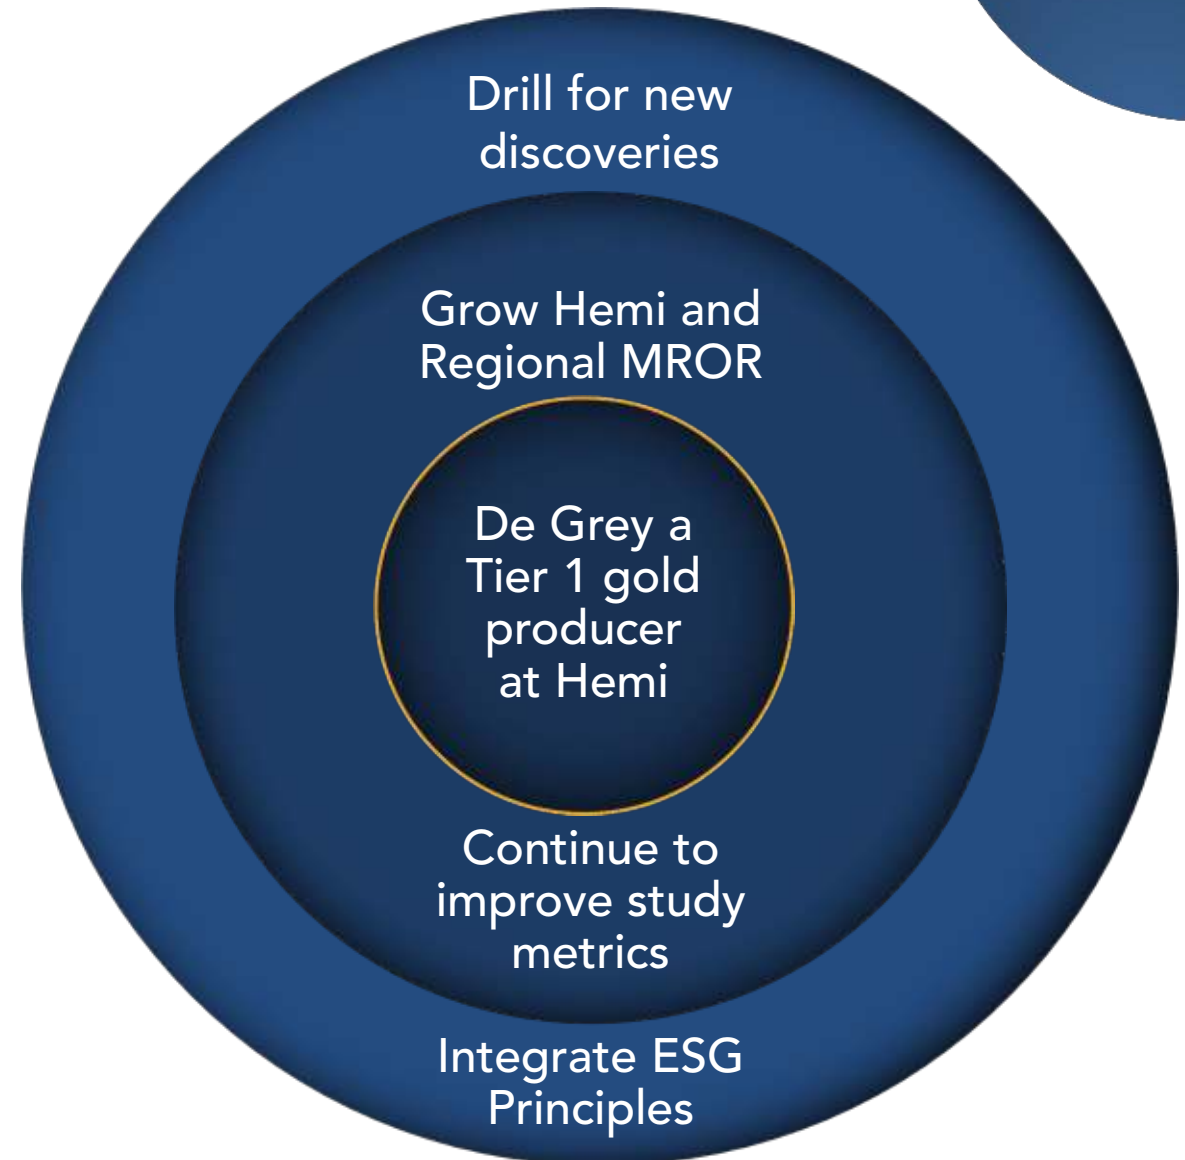 Drill for new
discoveries
Grow Hemi and
Regional MROR
De Grey a
Tier 1 gold
producer
at Hemi
Continue to
improve study
metrics
Integrate ESG
Principles